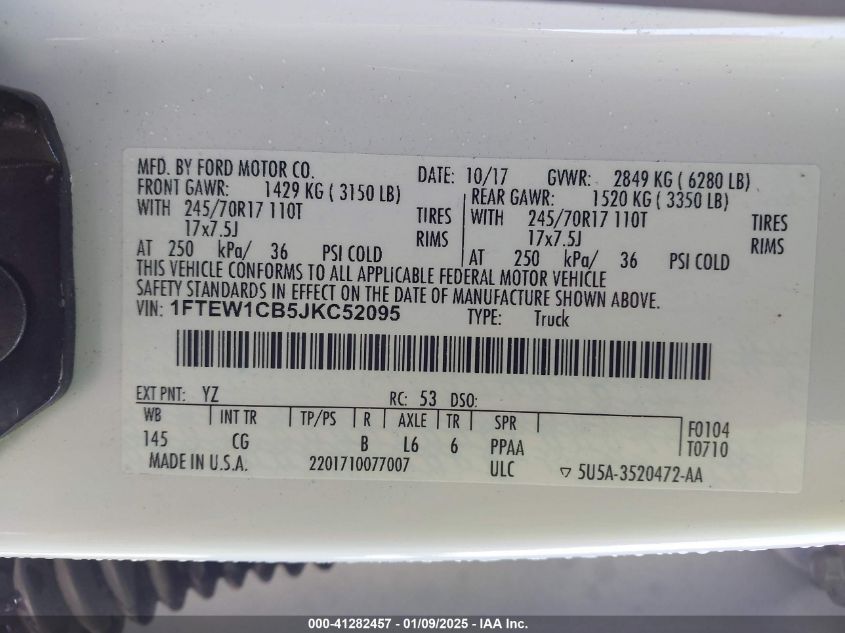 MFD. BY FORD MOTOR CO. DATE: 10/17 GVWR: 2849 KG ( 6280 LB)
FRONT GAWR: 1429 KG ( 3150 LB) REAR GAWR: 1520 KG ( 3350 LB)
WITH 245/70R17 110T TIRES WITH 245/70R17 110T TIRES
17x7.5J RIMS 17x7.5J RIMS
AT 250 kPa/ 36 PSI COLD AT 250 kPa/ 36 PSI COLD
THIS VEHICLE CONFORMS TO ALL APPLICABLE FEDERAL MOTOR VEHICLE
SAFETY STANDARDS IN EFFECT ON THE DATE OF MANUFACTURE SHOWN ABOVE.
VIN: 1FTEW1CB5JKC52095 TYPE: Truck
EXT PNT: YZ RC: 53 DSO:
WB INT TR TP/PS R AXLE TR SPR F0104
145 CG B L6 6 PPAA T0710
MADE IN U.S.A. 2201710077007 ULC ▽ 5U5A-3520472-AA
000-41282457 - 01/09/2025 - IAA Inc.